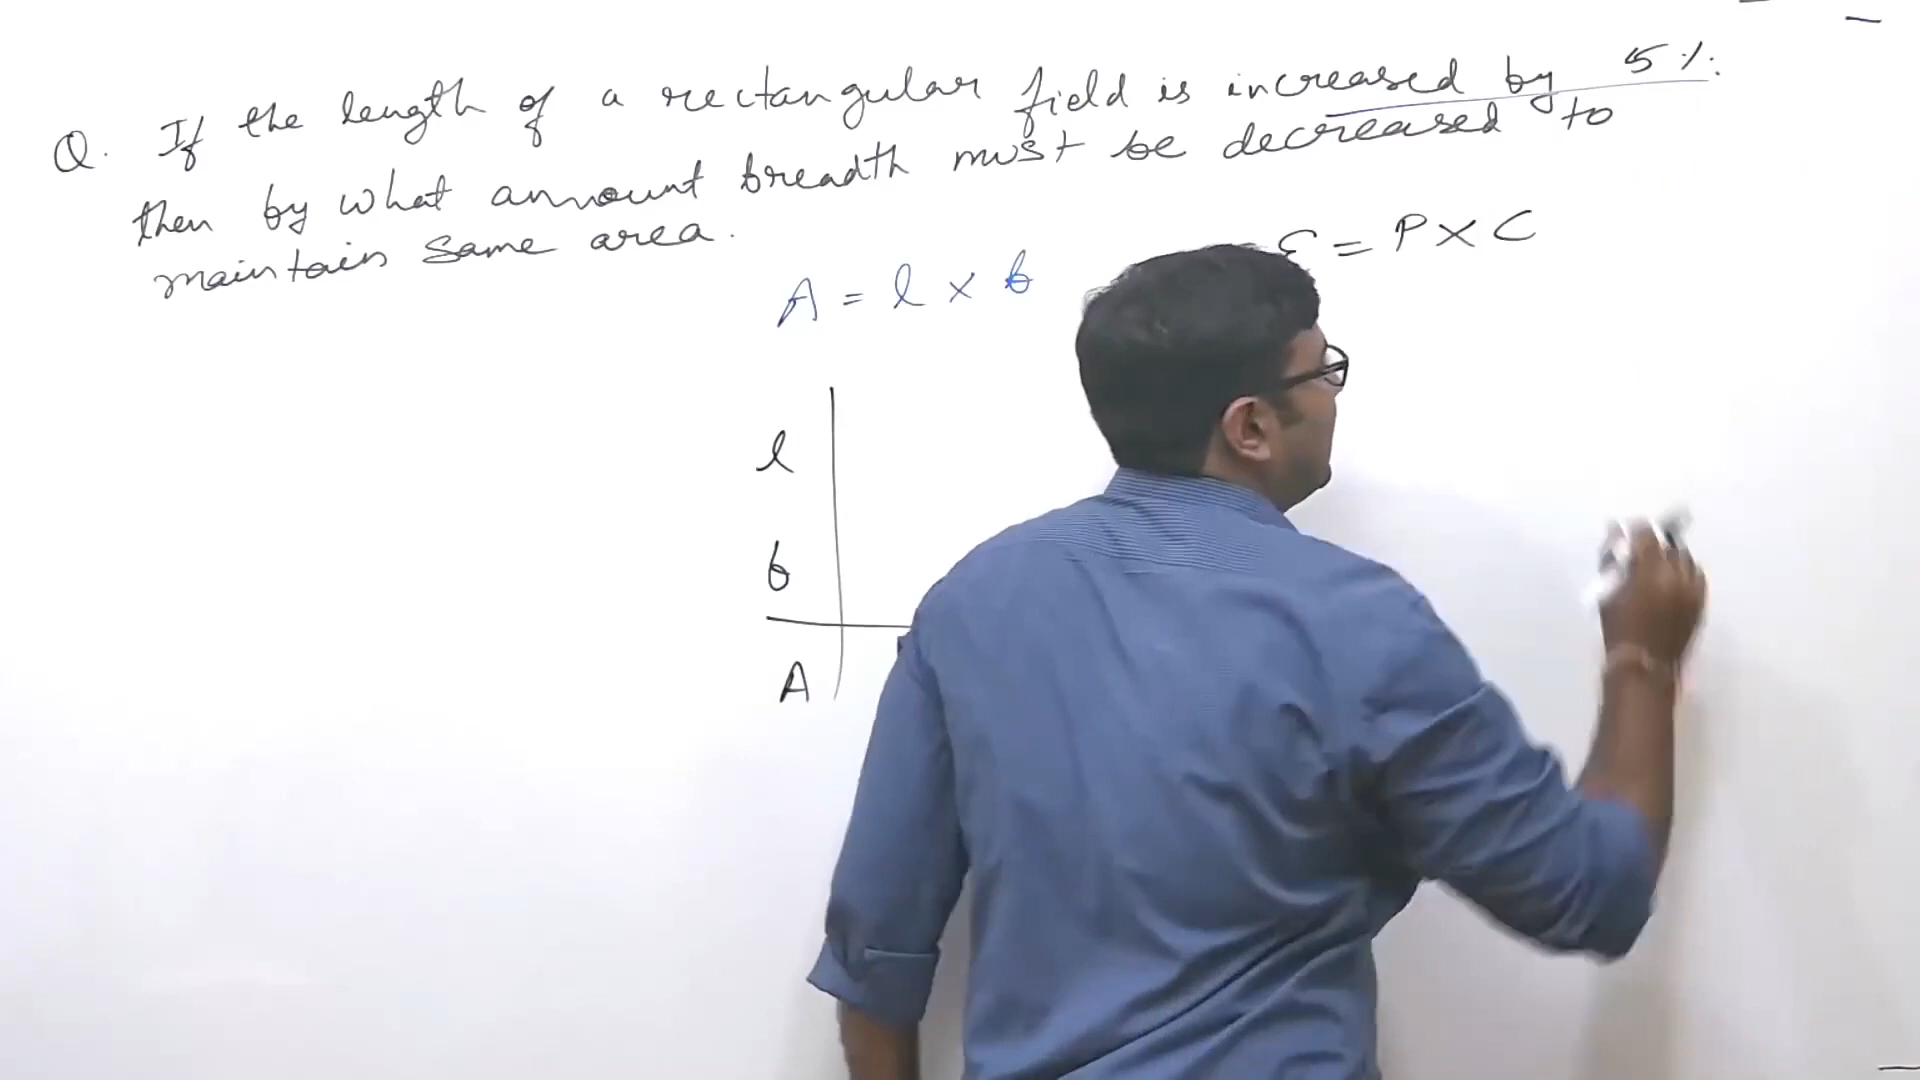 Q. If the length of a rectangular field is increased by 5%.
then by what amount breadth must be decreased to
maintain same area.
A = l × b
E = P × C
l
b
A